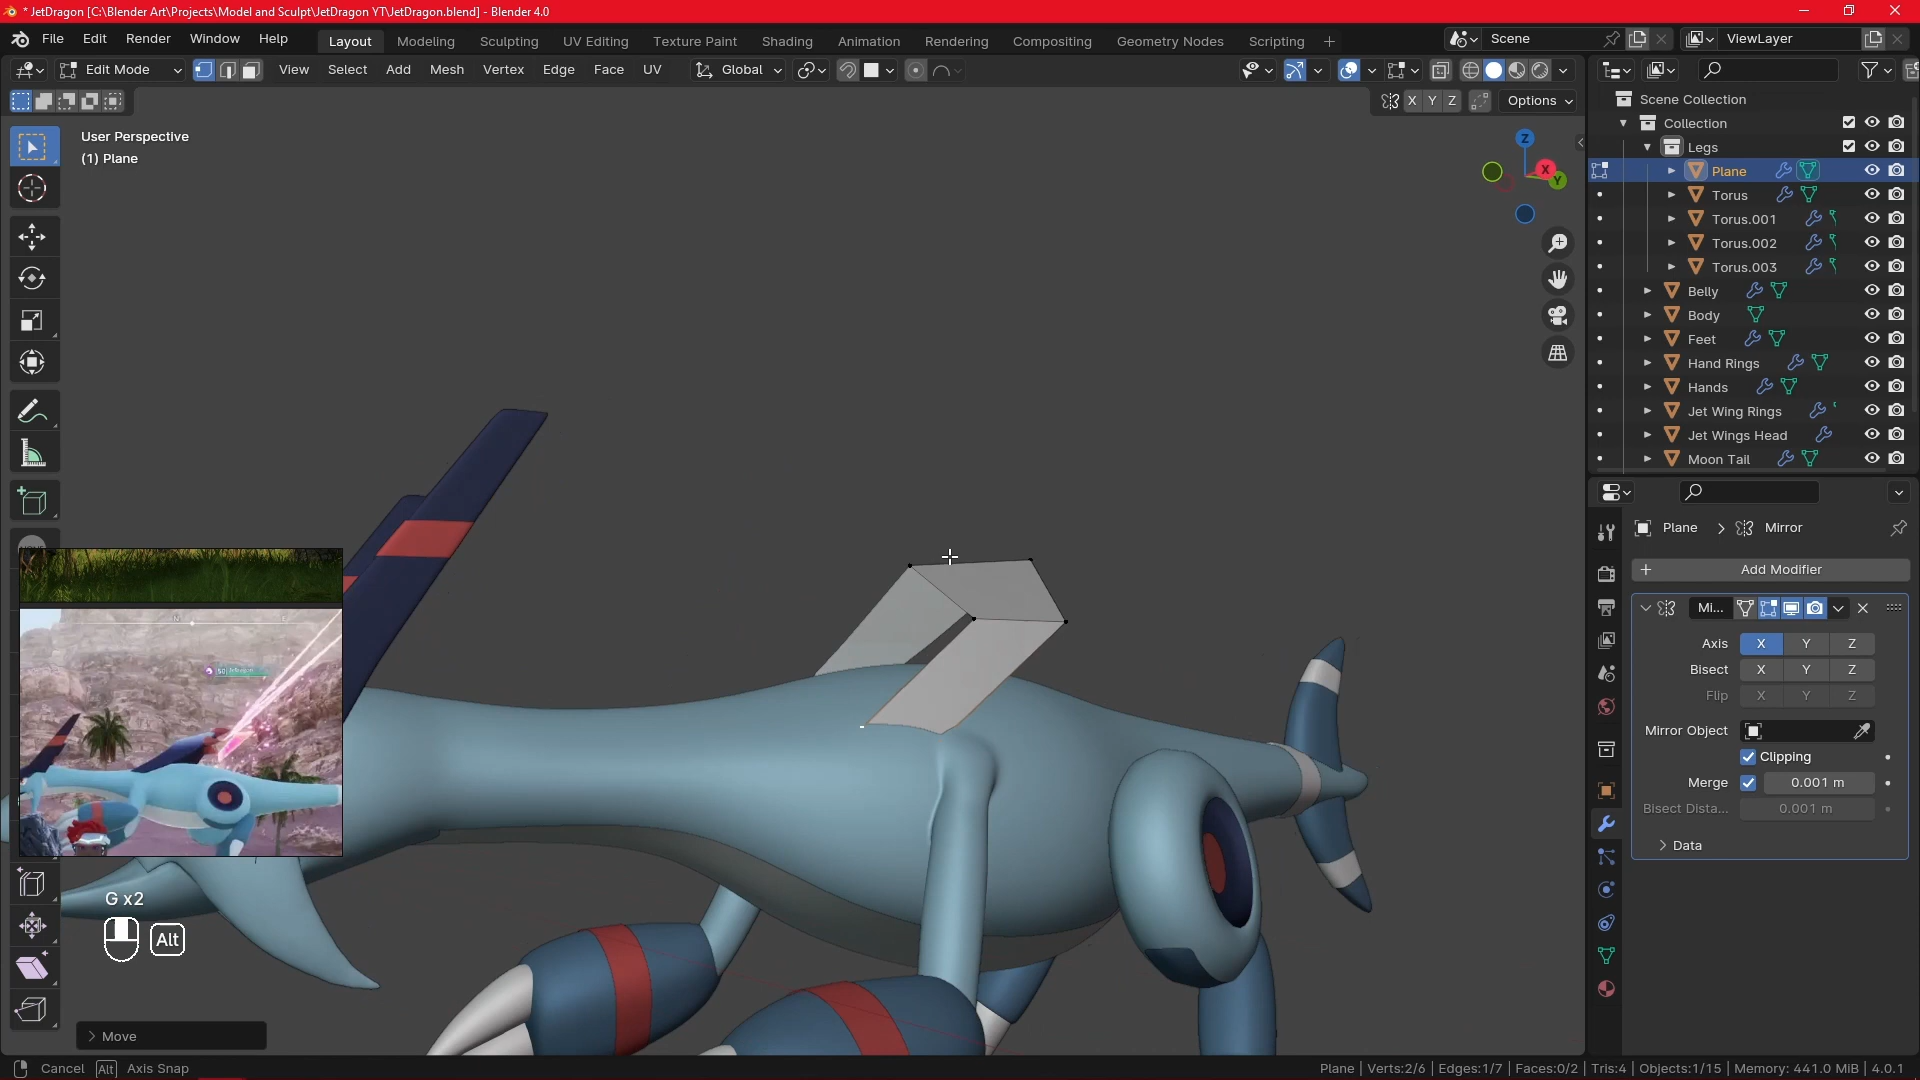 * JetDragon [C:\Blender Art\Projects\Model and Sculpt\JetDragon YT\JetDragon.blend] - Blender 4.0
File Edit Render Window Help Layout Modeling Sculpting UV Editing Texture Paint Shading Animation Rendering Compositing Geometry Nodes Scripting + Scene ViewLayer
Edit Mode View Select Add Mesh Vertex Edge Face UV Global
X Y Z Options
User Perspective
(1) Plane
Z X Y
Scene Collection
Collection
Legs
Plane
Torus
Torus.001
Torus.002
Torus.003
Belly
Body
Feet
Hand Rings
Hands
Jet Wing Rings
Jet Wings Head
Moon Tail
Plane > Mirror
+ Add Modifier
Mi...
Axis X Y Z
Bisect X Y Z
Flip X Y Z
Mirror Object
Clipping
Merge 0.001 m
Bisect Dista... 0.001 m
> Data
G x2
Alt
> Move
Cancel Alt Axis Snap
Plane | Verts:2/6 | Edges:1/7 | Faces:0/2 | Tris:4 | Objects:1/15 | Memory: 441.0 MiB | 4.0.1